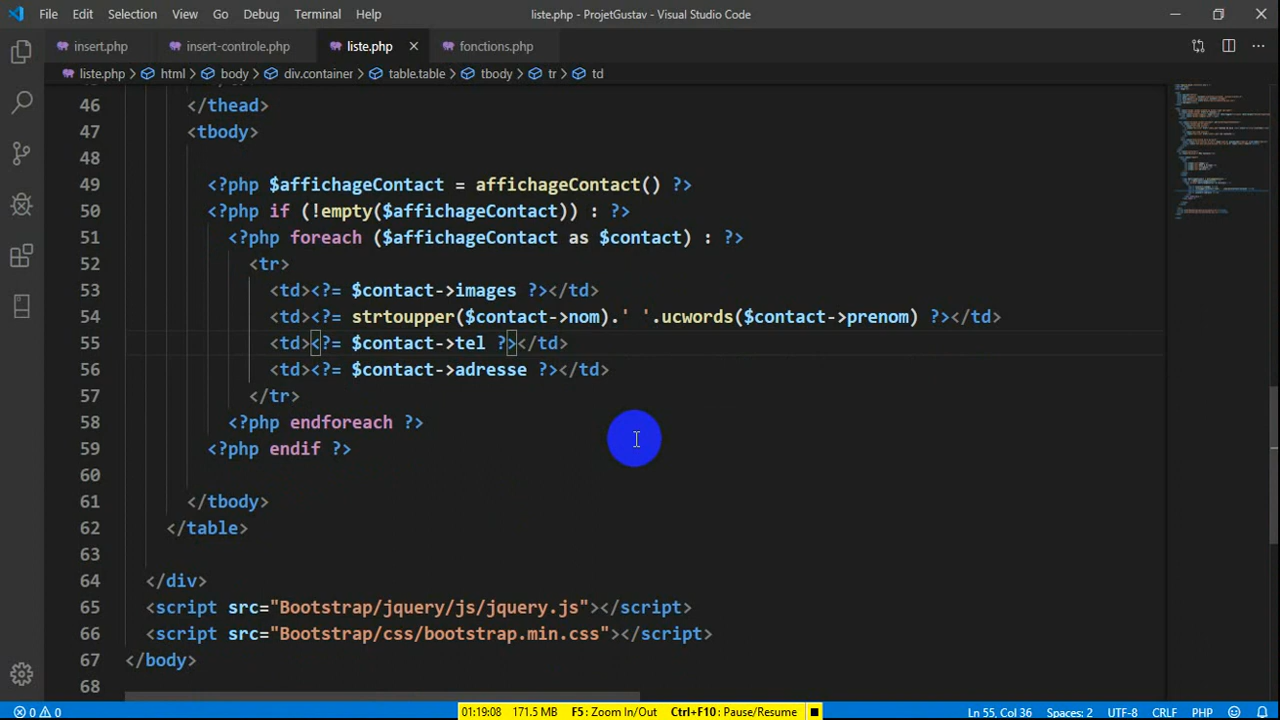 File Edit Selection View Go Debug Terminal Help liste.php - ProjetGustav - Visual Studio Code
insert.php insert-controle.php liste.php fonctions.php
liste.php > html > body > div.container > table.table > tbody > tr > td
46 </thead>
47 <tbody>
48
49 <?php $affichageContact = affichageContact() ?>
50 <?php if (!empty($affichageContact)) : ?>
51 <?php foreach ($affichageContact as $contact) : ?>
52 <tr>
53 <td><?= $contact->images ?></td>
54 <td><?= strtoupper($contact->nom).' '.ucwords($contact->prenom) ?></td>
55 <td><?= $contact->tel ?></td>
56 <td><?= $contact->adresse ?></td>
57 </tr>
58 <?php endforeach ?>
59 <?php endif ?>
60
61 </tbody>
62 </table>
63
64 </div>
65 <script src="Bootstrap/jquery/js/jquery.js"></script>
66 <script src="Bootstrap/css/bootstrap.min.css"></script>
67 </body>
68
0 0 01:19:08 171.5 MB F5: Zoom In/Out Ctrl+F10: Pause/Resume Ln 55, Col 36 Spaces: 2 UTF-8 CRLF PHP